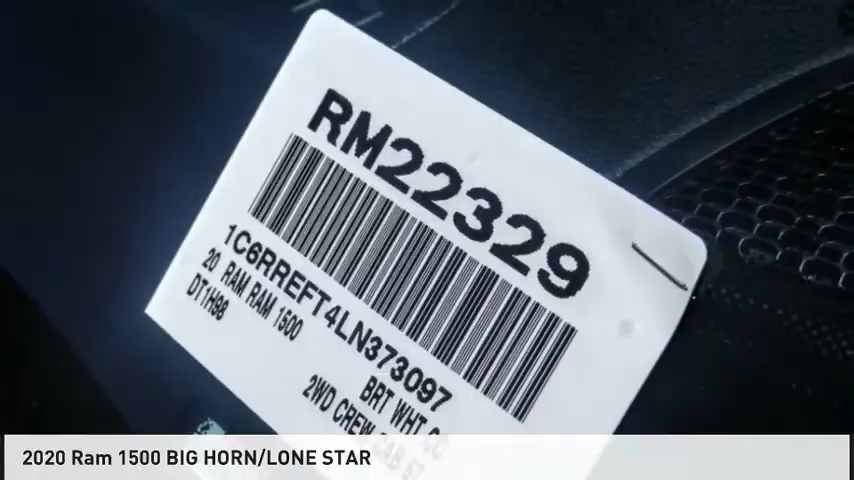 RM22329
1C6RREFT4LN373097
20 RAM RAM 1500
DT1H98
BRT WHT
2WD CREW CAB
2020 Ram 1500 BIG HORN/LONE STAR